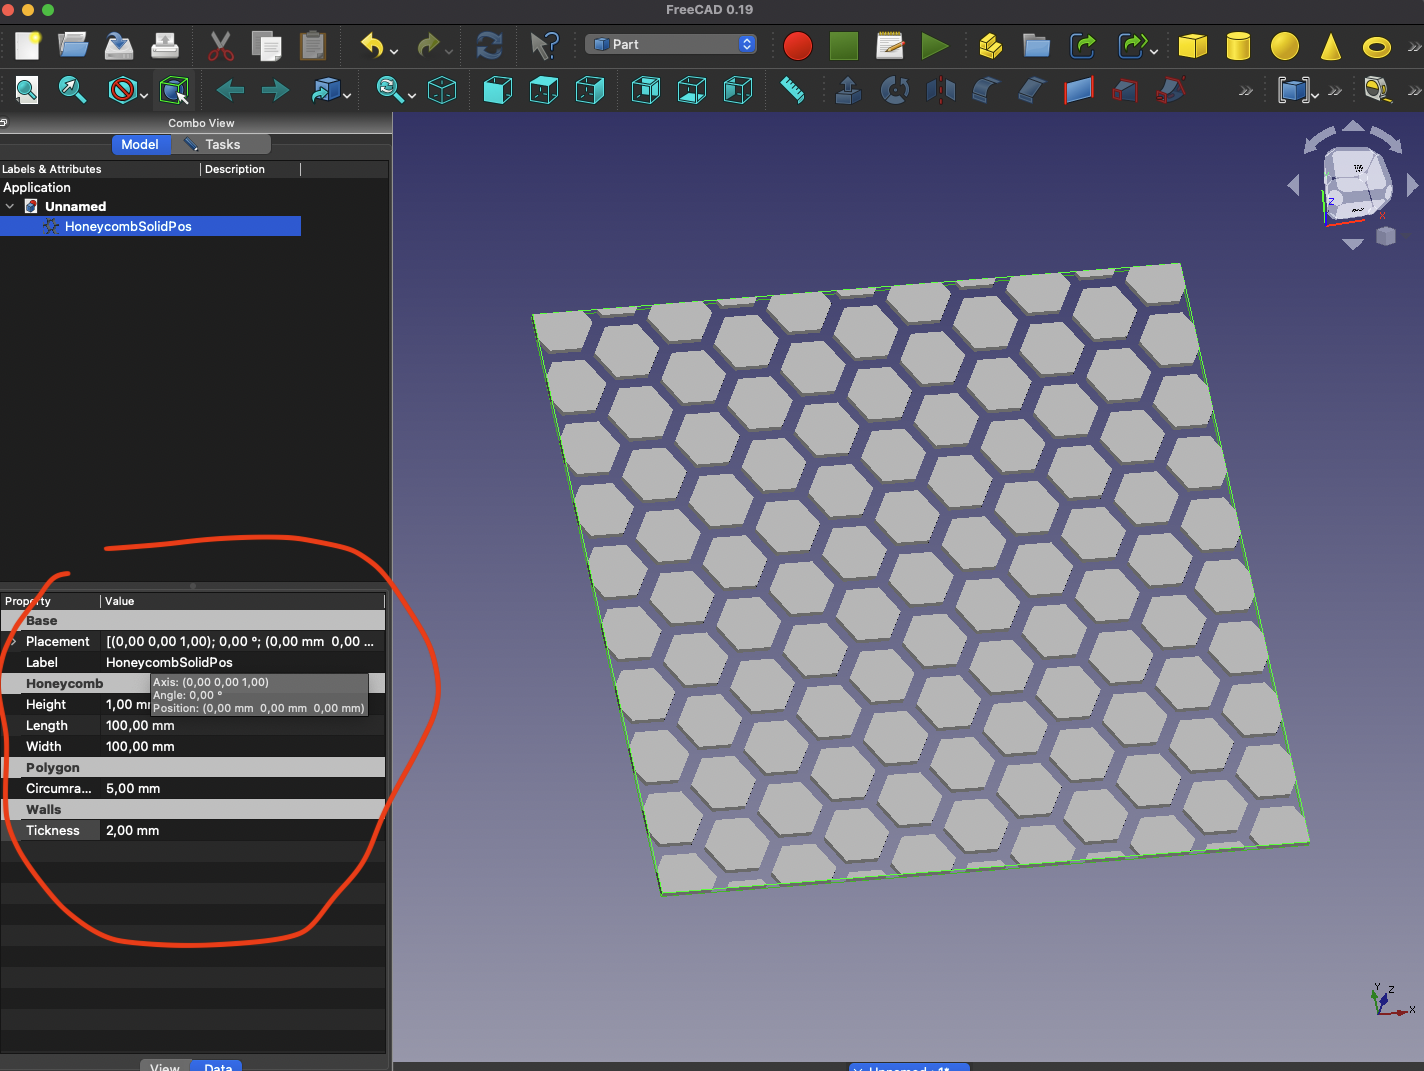 FreeCAD 0.19
Part
Combo View
Model Tasks
Labels & Attributes Description
Application
Unnamed
HoneycombSolidPos
Property Value
Base
Placement [(0,00 0,00 1,00); 0,00 °; (0,00 mm 0,00 ...
Label HoneycombSolidPos
Honeycomb
Axis: (0,00 0,00 1,00)
Angle: 0,00 °
Position: (0,00 mm 0,00 mm 0,00 mm)
Height 1,00 m
Length 100,00 mm
Width 100,00 mm
Polygon
Circumra... 5,00 mm
Walls
Tickness 2,00 mm
View Data
Unnamed : 1*
Z
X
Y
Z
X